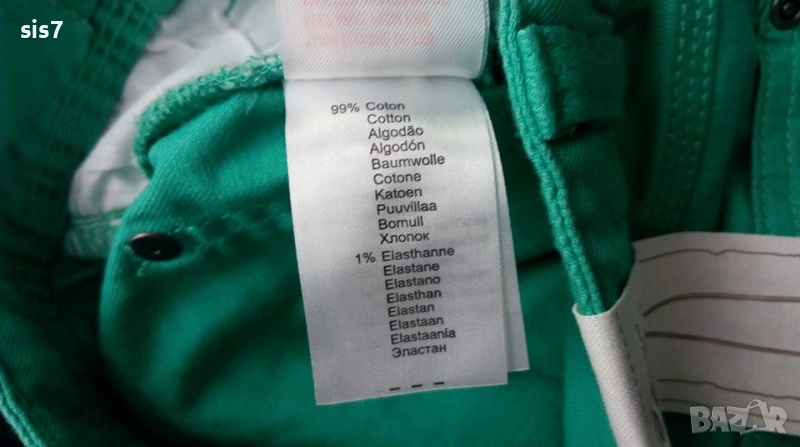 sis7
99% Coton
Cotton
Algodão
Algodón
Baumwolle
Cotone
Katoen
Puuvillaa
Bomull
Хлопок
1% Elasthanne
Elastane
Elastano
Elasthan
Elastan
Elastaan
Elastaania
Эластан
BAZAR